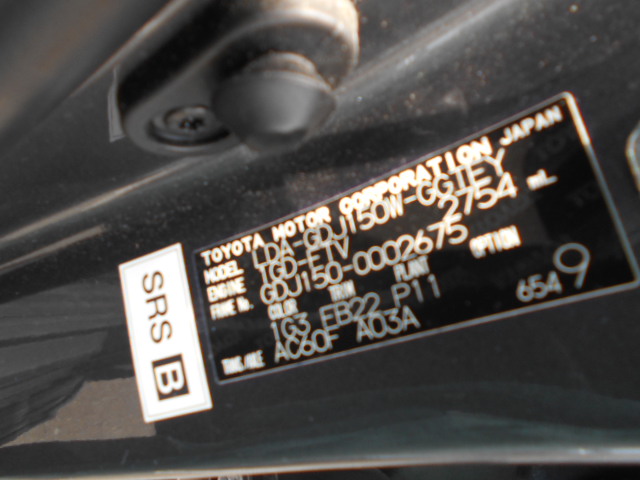 TOYOTA MOTOR CORPORATION JAPAN
MODEL LDA-GDJ150W-GGTEY
ENGINE 1GD-FTV 2754 mL
FRAME No. GDJ150-0002675
COLOR TRIM PLANT OPTION
1G3 EB22 P11
TRANS/AXLE AC60F A03A 654 9
SRS B